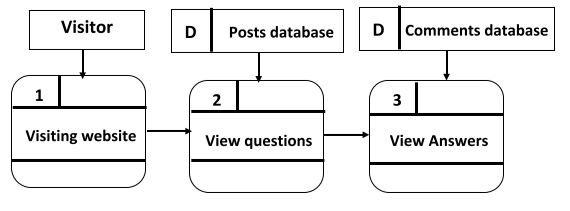 Visitor
D Posts database
D Comments database
1
Visiting website
2
View questions
3
View Answers